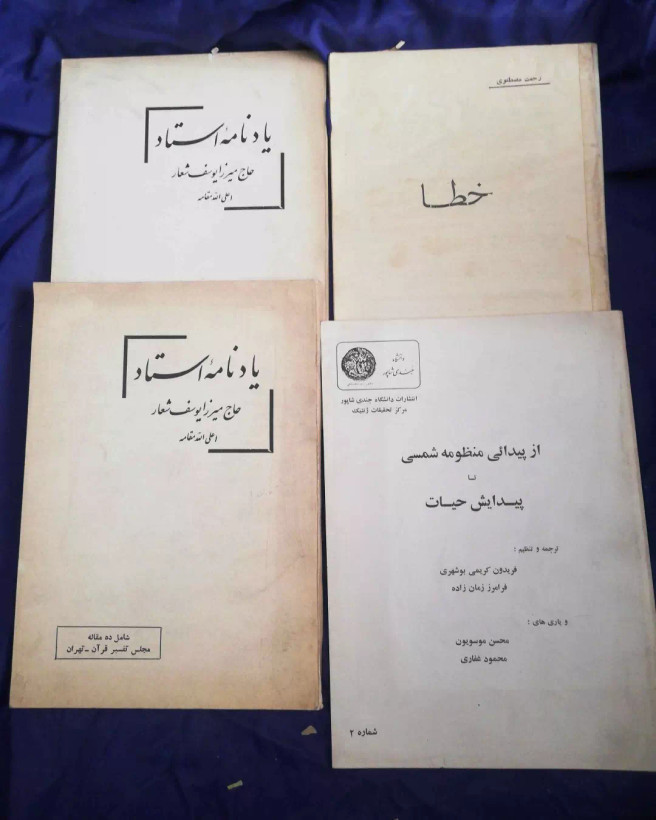 یادنامهٔ استاد
حاج میرزا یوسف شعار
اعلی الله مقامه
رحمت مصطفوی
خطا
یادنامهٔ استاد
حاج میرزا یوسف شعار
اعلی الله مقامه
شامل ده مقاله
مجلس تفسیر قرآن - تهران
دانشگاه
جندی شاپور
انتشارات دانشگاه جندی شاپور
مرکز تحقیقات ژنتیک
از پیدائی منظومه شمسی
تا
پیدایش حیات
ترجمه و تنظیم :
فریدون کریمی بوشهری
فرامرز زمان زاده
و یاری های :
محسن موسویون
محمود غفاری
شماره ۲